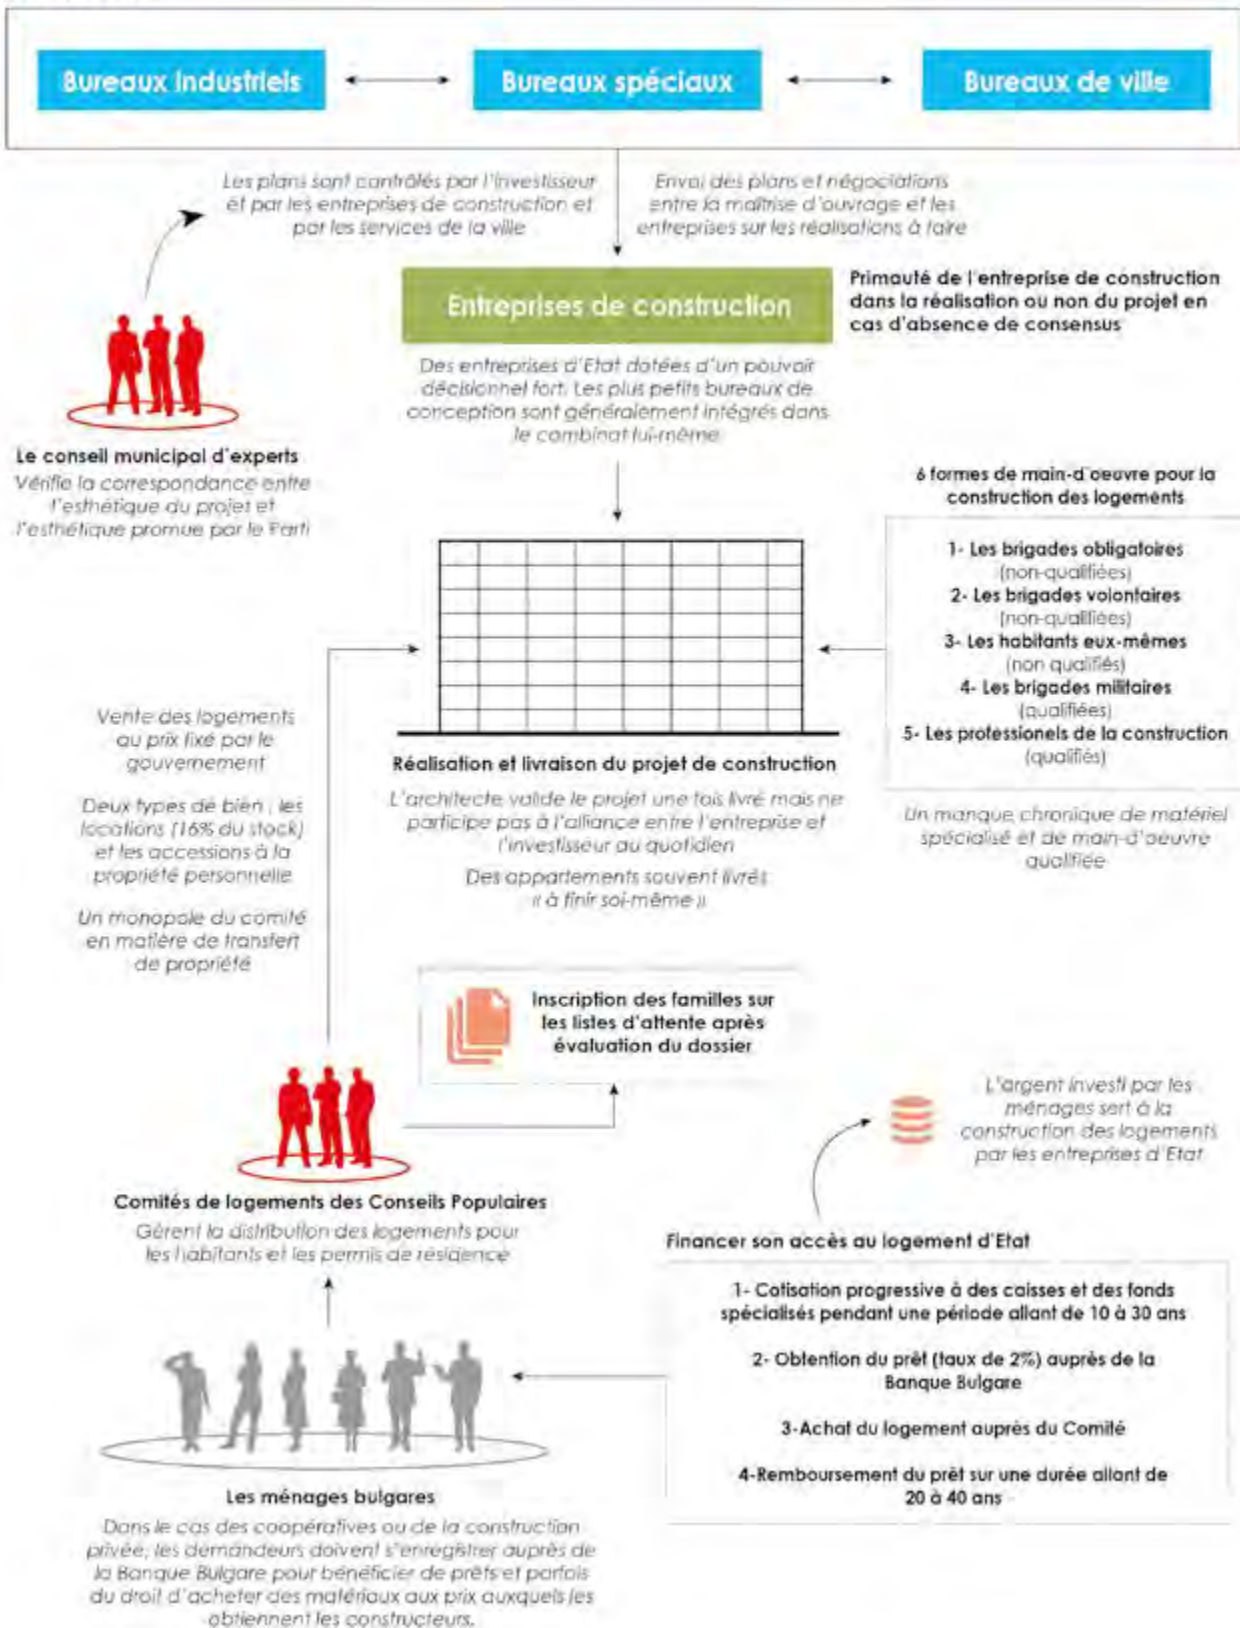 Bureaux Industriels
Bureaux spéciaux
Bureaux de ville
Les plans sont contrôlés par l'investisseur
et par les entreprises de construction et
par les services de la ville
Envoi des plans et négociations
entre la maîtrise d'ouvrage et les
entreprises sur les réalisations à faire
Entreprises de construction
Primauté de l'entreprise de construction
dans la réalisation ou non du projet en
cas d'absence de consensus
Des entreprises d'Etat dotées d'un pouvoir
décisionnel fort. Les plus petits bureaux de
conception sont généralement intégrés dans
le combinat lui-même
Le conseil municipal d'experts
Vérifie la correspondance entre
l'esthétique du projet et
l'esthétique promue par le Parti
6 formes de main-d'oeuvre pour la
construction des logements
1- Les brigades obligatoires
(non-qualifiées)
2- Les brigades volontaires
(non-qualifiées)
3- Les habitants eux-mêmes
(non qualifiés)
4- Les brigades militaires
(qualifiées)
5- Les professionels de la construction
(qualifiés)
Un manque chronique de matériel
spécialisé et de main-d'oeuvre
qualifiée
Réalisation et livraison du projet de construction
L'architecte valide le projet une fois livré mais ne
participe pas à l'alliance entre l'entreprise et
l'investisseur au quotidien
Des appartements souvent livrés
« à finir soi-même »
Vente des logements
au prix fixé par le
gouvernement
Deux types de bien : les
locations (16% du stock)
et les accessions à la
propriété personnelle
Un monopole du comité
en matière de transfert
de propriété
Inscription des familles sur
les listes d'attente après
évaluation du dossier
Comités de logements des Conseils Populaires
Gèrent la distribution des logements pour
les habitants et les permis de résidence
L'argent investi par les
ménages sert à la
construction des logements
par les entreprises d'Etat
Financer son accès au logement d'Etat
1- Cotisation progressive à des caisses et des fonds
spécialisés pendant une période allant de 10 à 30 ans
2- Obtention du prêt (taux de 2%) auprès de la
Banque Bulgare
3-Achat du logement auprès du Comité
4-Remboursement du prêt sur une durée allant de
20 à 40 ans
Les ménages bulgares
Dans le cas des coopératives ou de la construction
privée, les demandeurs doivent s'enregistrer auprès de
la Banque Bulgare pour bénéficier de prêts et parfois
du droit d'acheter des matériaux aux prix auxquels les
obtiennent les constructeurs.